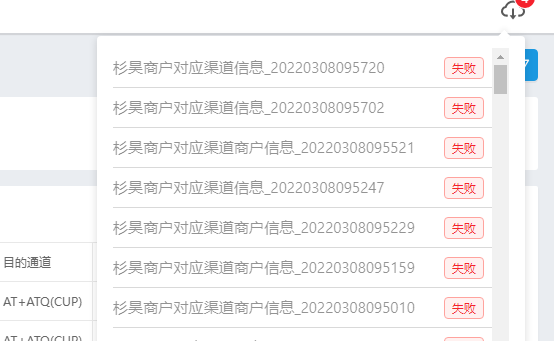 4
杉昊商户对应渠道信息_20220308095720 失败
杉昊商户对应渠道信息_20220308095702 失败
杉昊商户对应渠道商户信息_20220308095521 失败
杉昊商户对应渠道信息_20220308095247 失败
杉昊商户对应渠道商户信息_20220308095229 失败
目的通道
杉昊商户对应渠道商户信息_20220308095159 失败
AT+ATQ(CUP)
杉昊商户对应渠道商户信息_20220308095010 失败
AT+ATQ(CUP)